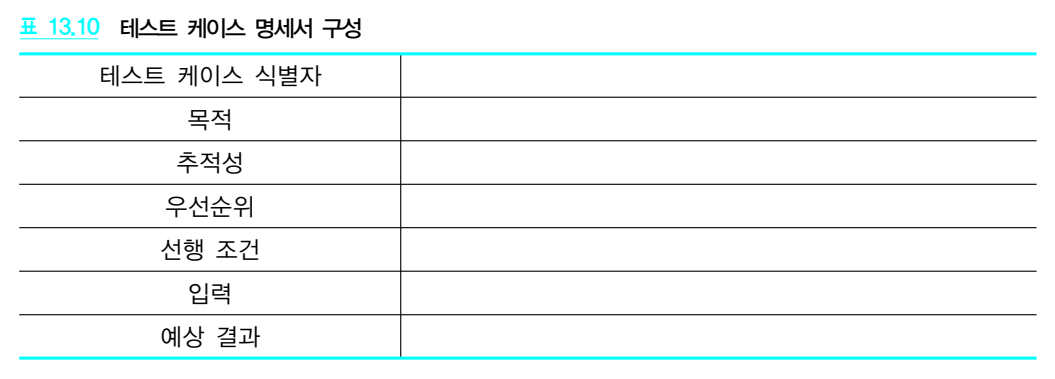 표 13.10 테스트 케이스 명세서 구성
테스트 케이스 식별자
목적
추적성
우선순위
선행 조건
입력
예상 결과